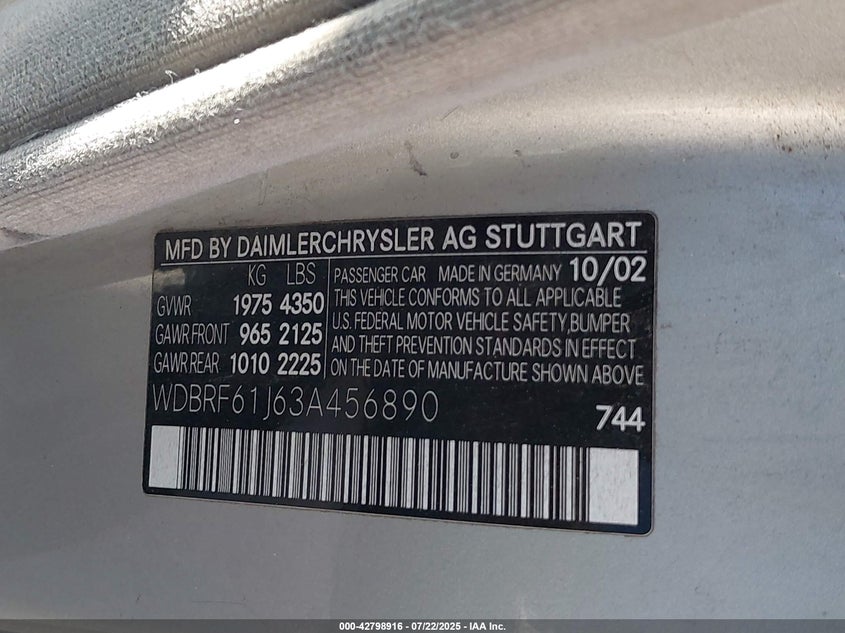 MFD BY DAIMLERCHRYSLER AG STUTTGART
KG LBS
GVWR 1975 4350
GAWR FRONT 965 2125
GAWR REAR 1010 2225
PASSENGER CAR MADE IN GERMANY 10/02
THIS VEHICLE CONFORMS TO ALL APPLICABLE
U.S. FEDERAL MOTOR VEHICLE SAFETY,BUMPER
AND THEFT PREVENTION STANDARDS IN EFFECT
ON THE DATE OF MANUFACTURE SHOWN ABOVE
WDBRF61J63A456890
744
000-42798916 - 07/22/2025 - IAA Inc.